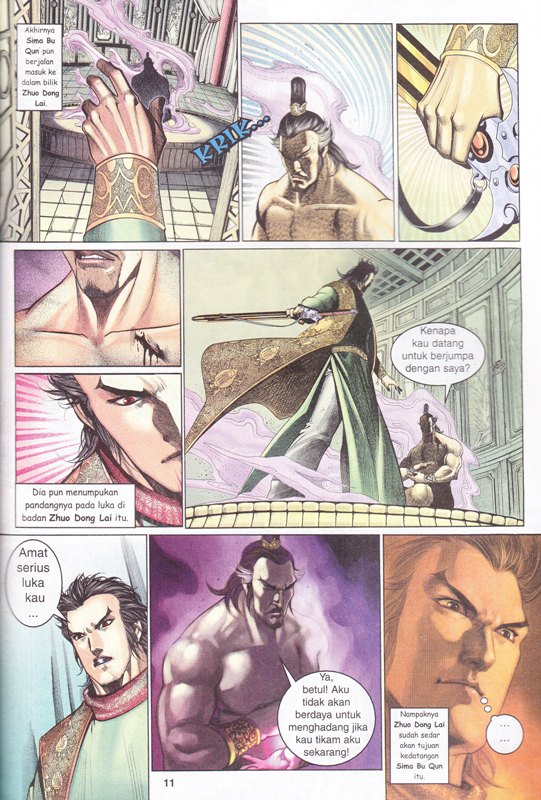 Akhirnya
Sima Bu
Qun pun
berjalan
masuk ke
dalam bilik
Zhuo Dong
Lai.
KRIK...
Kenapa
kau datang
untuk berjumpa
dengan saya?
Dia pun menumpukan
pandangnya pada luka di
badan Zhuo Dong Lai itu.
Amat
serius
luka
kau
...
Ya,
betul! Aku
tidak akan
berdaya untuk
menghadang jika
kau tikam aku
sekarang!
...
...
Nampaknya
Zhuo Dong Lai
sudah sedar
akan tujuan
kedatangan
Sima Bu Qun
itu.
11